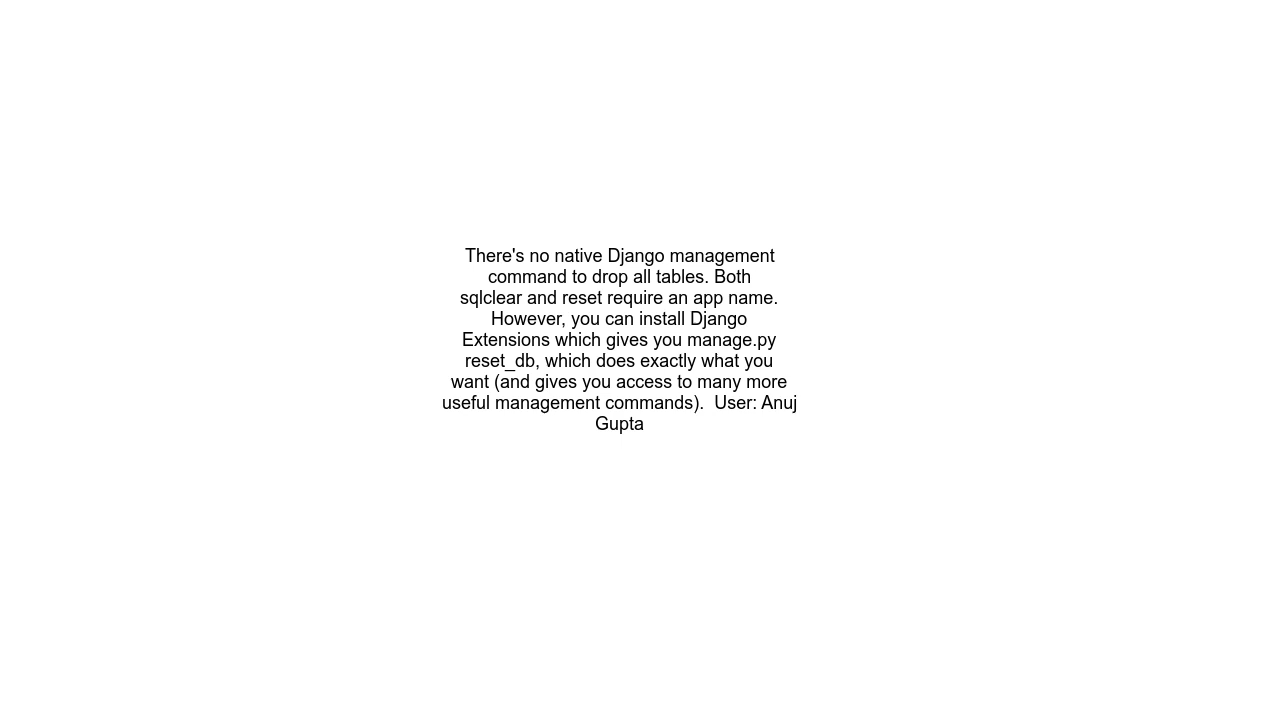 There's no native Django management
command to drop all tables. Both
sqlclear and reset require an app name.
However, you can install Django
Extensions which gives you manage.py
reset_db, which does exactly what you
want (and gives you access to many more
useful management commands).  User: Anuj
Gupta